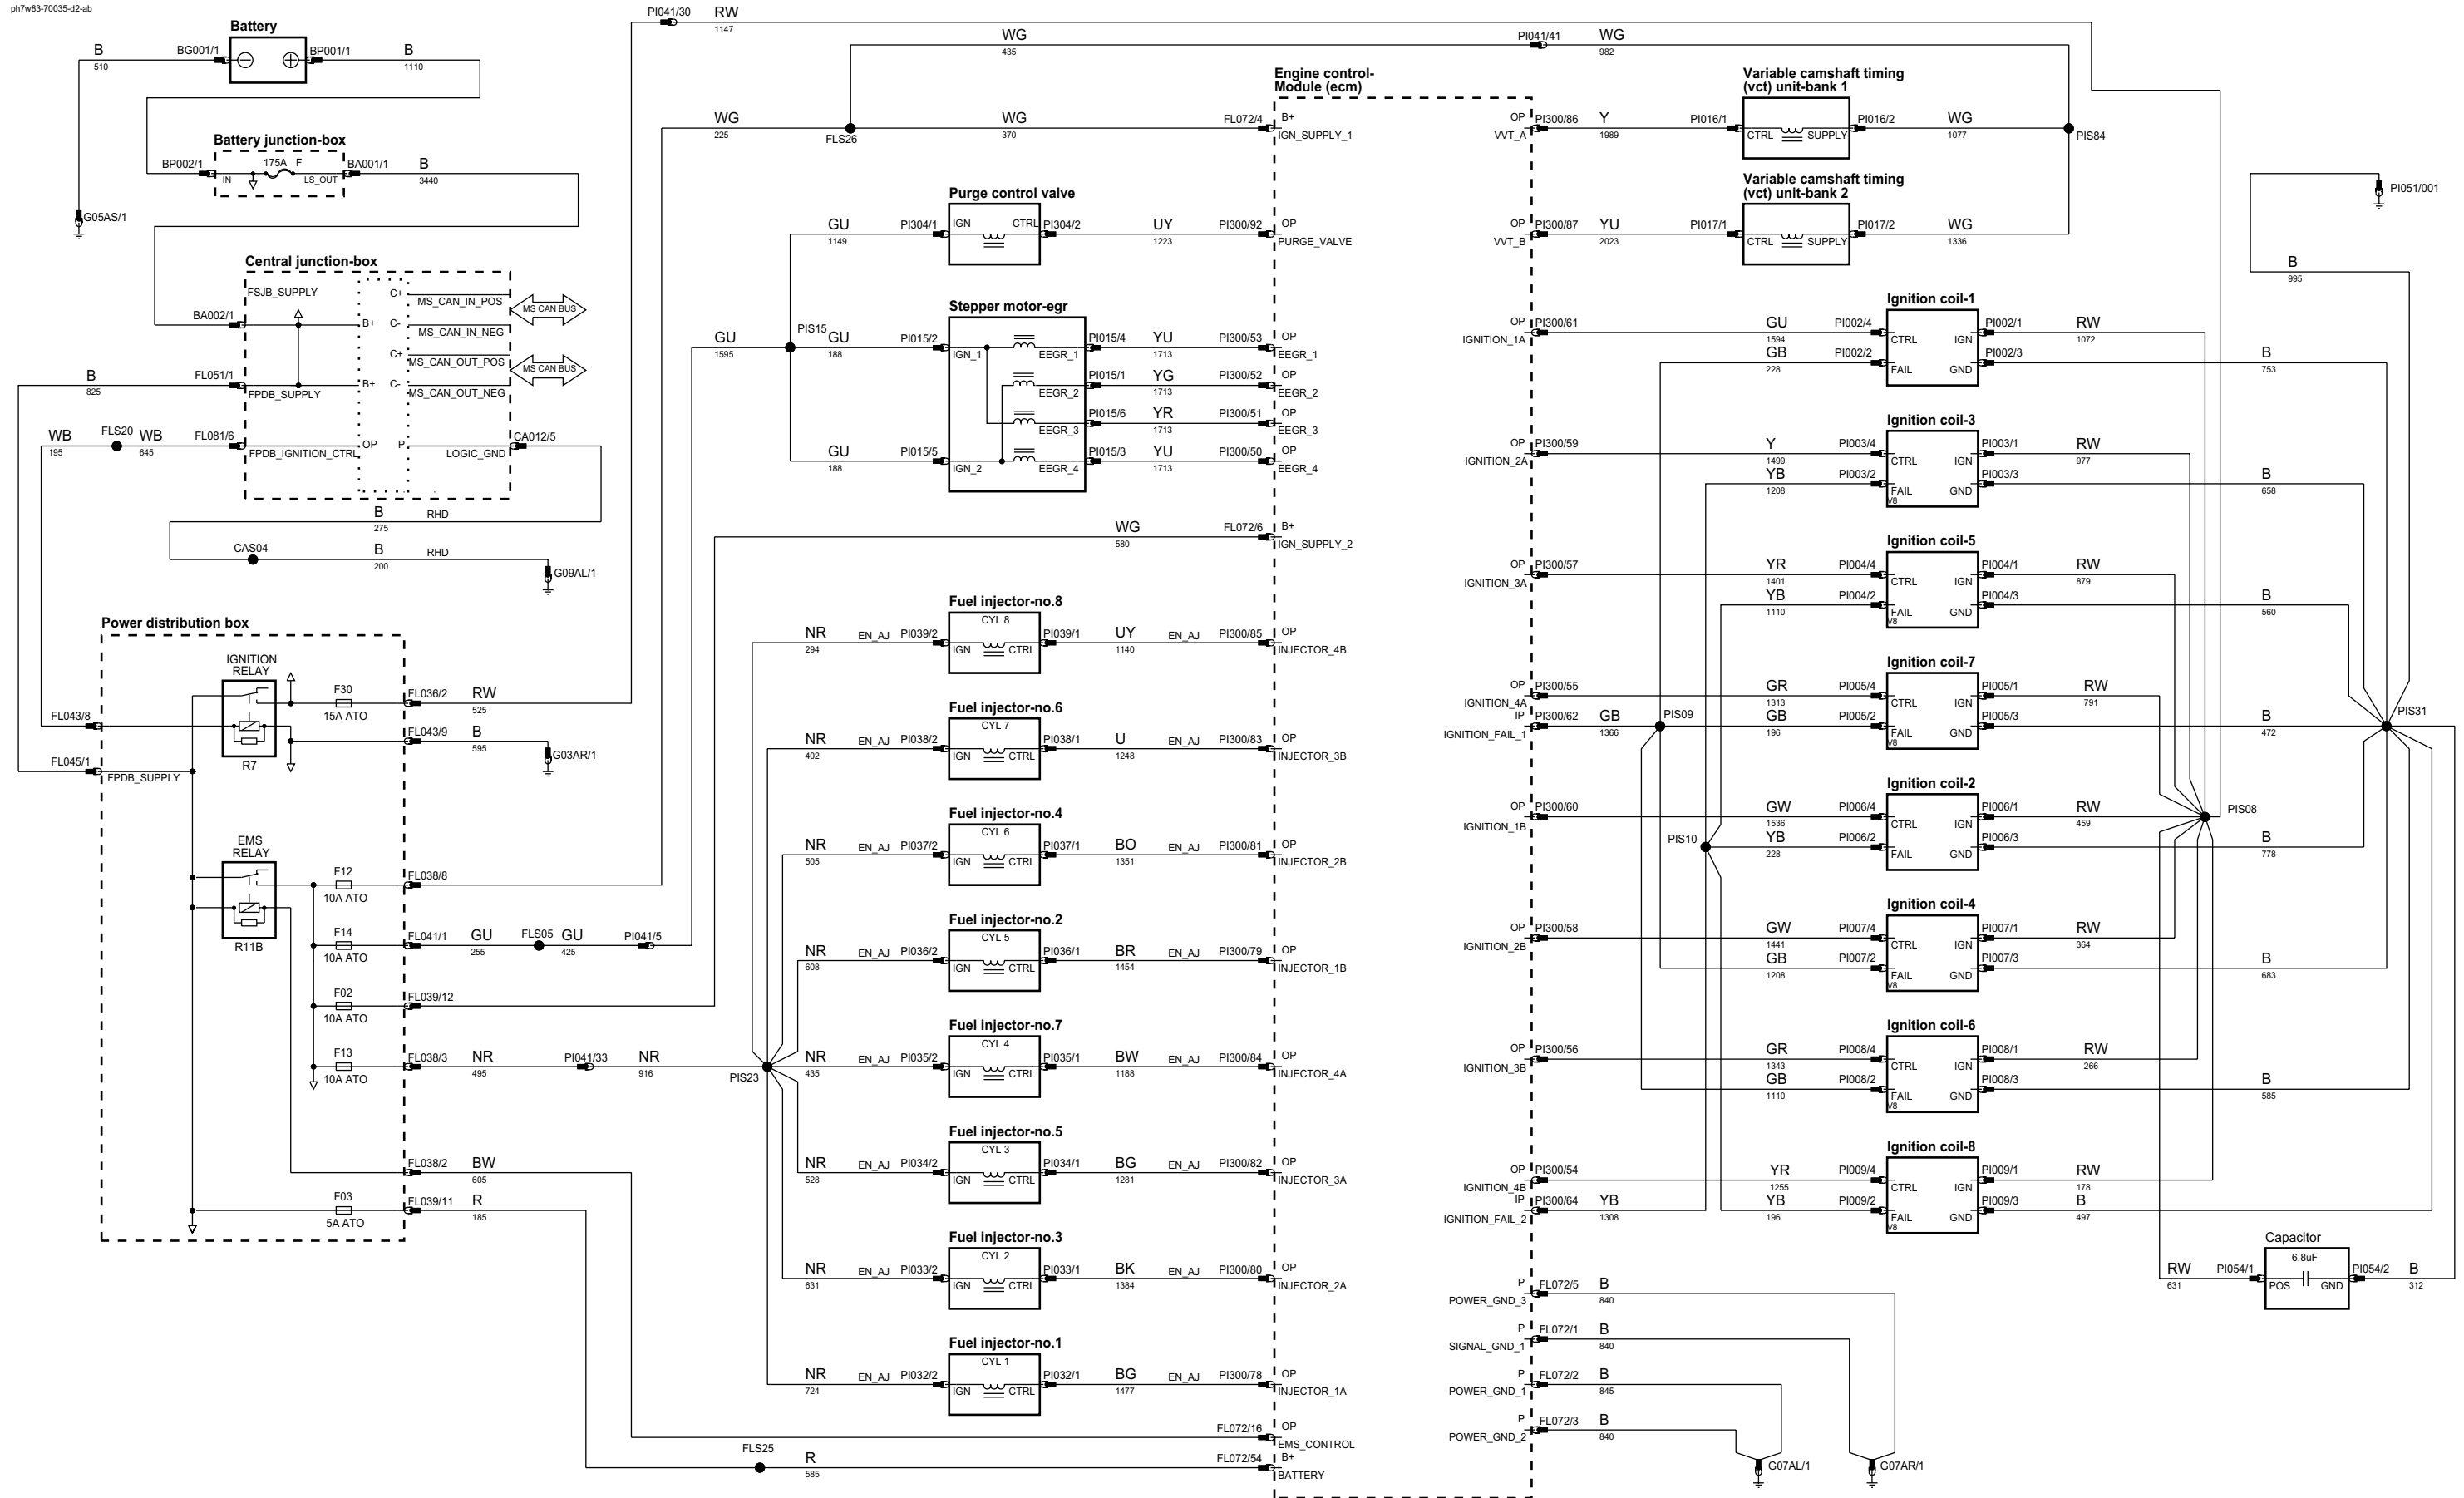 ph7w83-70035-d2-ab
Battery
B
510
BG001/1
BP001/1
B
1110
Battery junction-box
BP002/1
175A F
IN
LS_OUT
BA001/1
B
3440
G05AS/1
Central junction-box
FSJB_SUPPLY
BA002/1
B+
C+
MS_CAN_IN_POS
C-
MS_CAN_IN_NEG
MS CAN BUS
C+
MS_CAN_OUT_POS
C-
MS_CAN_OUT_NEG
MS CAN BUS
B
825
FL051/1
B+
FPDB_SUPPLY
WB
195
FLS20
WB
645
FL081/6
OP
FPDB_IGNITION_CTRL
P
LOGIC_GND
CA012/5
B
275
RHD
CAS04
B
200
RHD
G09AL/1
Power distribution box
IGNITION
RELAY
R7
FL043/8
FL045/1
FPDB_SUPPLY
F30
15A ATO
FL036/2
RW
525
FL043/9
B
595
G03AR/1
EMS
RELAY
R11B
F12
10A ATO
FL038/8
F14
10A ATO
FL041/1
GU
255
FLS05
GU
425
PI041/5
F02
10A ATO
FL039/12
F13
10A ATO
FL038/3
NR
495
PI041/33
NR
916
PIS23
FL038/2
BW
605
F03
5A ATO
FL039/11
R
185
PI041/30
RW
1147
WG
435
PI041/41
WG
982
WG
225
FLS26
WG
370
FL072/4
Engine control-
Module (ecm)
B+
IGN_SUPPLY_1
Purge control valve
GU
1149
PI304/1
IGN
CTRL
PI304/2
UY
1223
PI300/92
OP
PURGE_VALVE
Stepper motor-egr
GU
1595
PIS15
GU
188
PI015/2
IGN_1
EEGR_1
PI015/4
YU
1713
PI300/53
OP
EEGR_1
EEGR_2
PI015/1
YG
1713
PI300/52
OP
EEGR_2
EEGR_3
PI015/6
YR
1713
PI300/51
OP
EEGR_3
GU
188
PI015/5
IGN_2
EEGR_4
PI015/3
YU
1713
PI300/50
OP
EEGR_4
WG
580
FL072/6
B+
IGN_SUPPLY_2
Fuel injector-no.8
CYL 8
NR
294
EN_AJ
PI039/2
IGN
CTRL
PI039/1
UY
1140
EN_AJ
PI300/85
OP
INJECTOR_4B
Fuel injector-no.6
CYL 7
NR
402
EN_AJ
PI038/2
IGN
CTRL
PI038/1
U
1248
EN_AJ
PI300/83
OP
INJECTOR_3B
Fuel injector-no.4
CYL 6
NR
505
EN_AJ
PI037/2
IGN
CTRL
PI037/1
BO
1351
EN_AJ
PI300/81
OP
INJECTOR_2B
Fuel injector-no.2
CYL 5
NR
608
EN_AJ
PI036/2
IGN
CTRL
PI036/1
BR
1454
EN_AJ
PI300/79
OP
INJECTOR_1B
Fuel injector-no.7
CYL 4
NR
435
EN_AJ
PI035/2
IGN
CTRL
PI035/1
BW
1188
EN_AJ
PI300/84
OP
INJECTOR_4A
Fuel injector-no.5
CYL 3
NR
528
EN_AJ
PI034/2
IGN
CTRL
PI034/1
BG
1281
EN_AJ
PI300/82
OP
INJECTOR_3A
Fuel injector-no.3
CYL 2
NR
631
EN_AJ
PI033/2
IGN
CTRL
PI033/1
BK
1384
EN_AJ
PI300/80
OP
INJECTOR_2A
Fuel injector-no.1
CYL 1
NR
724
EN_AJ
PI032/2
IGN
CTRL
PI032/1
BG
1477
EN_AJ
PI300/78
OP
INJECTOR_1A
FL072/16
OP
EMS_CONTROL
FLS25
R
585
FL072/54
B+
BATTERY
Variable camshaft timing
(vct) unit-bank 1
OP
VVT_A
PI300/86
Y
1989
PI016/1
CTRL
SUPPLY
PI016/2
WG
1077
PIS84
Variable camshaft timing
(vct) unit-bank 2
OP
VVT_B
PI300/87
YU
2023
PI017/1
CTRL
SUPPLY
PI017/2
WG
1336
PI051/001
B
995
Ignition coil-1
OP
IGNITION_1A
PI300/61
GU
1594
PI002/4
CTRL
IGN
PI002/1
RW
1072
GB
228
PI002/2
FAIL
GND
PI002/3
B
753
Ignition coil-3
OP
IGNITION_2A
PI300/59
Y
1499
PI003/4
CTRL
IGN
PI003/1
RW
977
YB
1208
PI003/2
FAIL
V8
GND
PI003/3
B
658
Ignition coil-5
OP
IGNITION_3A
PI300/57
YR
1401
PI004/4
CTRL
IGN
PI004/1
RW
879
YB
1110
PI004/2
FAIL
V8
GND
PI004/3
B
560
Ignition coil-7
OP
IGNITION_4A
PI300/55
GR
1313
PI005/4
CTRL
IGN
PI005/1
RW
791
IP
IGNITION_FAIL_1
PI300/62
GB
1366
PIS09
GB
196
PI005/2
FAIL
V8
GND
PI005/3
B
472
PIS31
Ignition coil-2
OP
IGNITION_1B
PI300/60
GW
1536
PI006/4
CTRL
IGN
PI006/1
RW
459
PIS08
PIS10
YB
228
PI006/2
FAIL
GND
PI006/3
B
778
Ignition coil-4
OP
IGNITION_2B
PI300/58
GW
1441
PI007/4
CTRL
IGN
PI007/1
RW
364
GB
1208
PI007/2
FAIL
V8
GND
PI007/3
B
683
Ignition coil-6
OP
IGNITION_3B
PI300/56
GR
1343
PI008/4
CTRL
IGN
PI008/1
RW
266
GB
1110
PI008/2
FAIL
V8
GND
PI008/3
B
585
Ignition coil-8
OP
IGNITION_4B
PI300/54
YR
1255
PI009/4
CTRL
IGN
PI009/1
RW
178
IP
IGNITION_FAIL_2
PI300/64
YB
1308
YB
196
PI009/2
FAIL
V8
GND
PI009/3
B
497
Capacitor
6.8uF
RW
631
PI054/1
POS
GND
PI054/2
B
312
P
POWER_GND_3
FL072/5
B
840
P
SIGNAL_GND_1
FL072/1
B
840
P
POWER_GND_1
FL072/2
B
845
P
POWER_GND_2
FL072/3
B
840
G07AL/1
G07AR/1